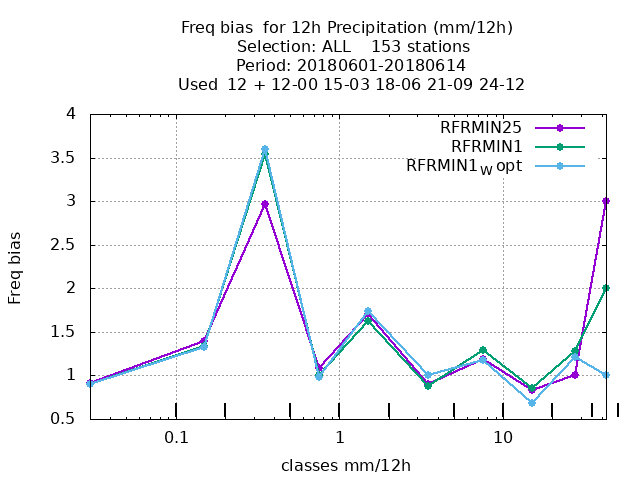 Freq bias  for 12h Precipitation (mm/12h)
Selection: ALL    153 stations
Period: 20180601-20180614
Used  12 + 12-00 15-03 18-06 21-09 24-12
RFRMIN25
RFRMIN1
RFRMIN1Wopt
4
3.5
3
2.5
2
1.5
1
0.5
Freq bias
0.1 1 10
classes mm/12h